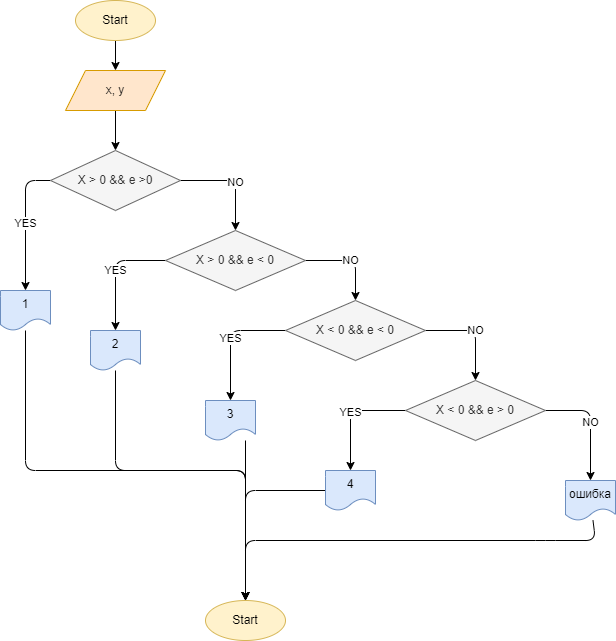 Start
x, y
X > 0 && e >0
NO
YES
X > 0 && e < 0
NO
YES
1
X < 0 && e < 0
NO
YES
2
X < 0 && e > 0
YES
NO
3
4
ошибка
Start